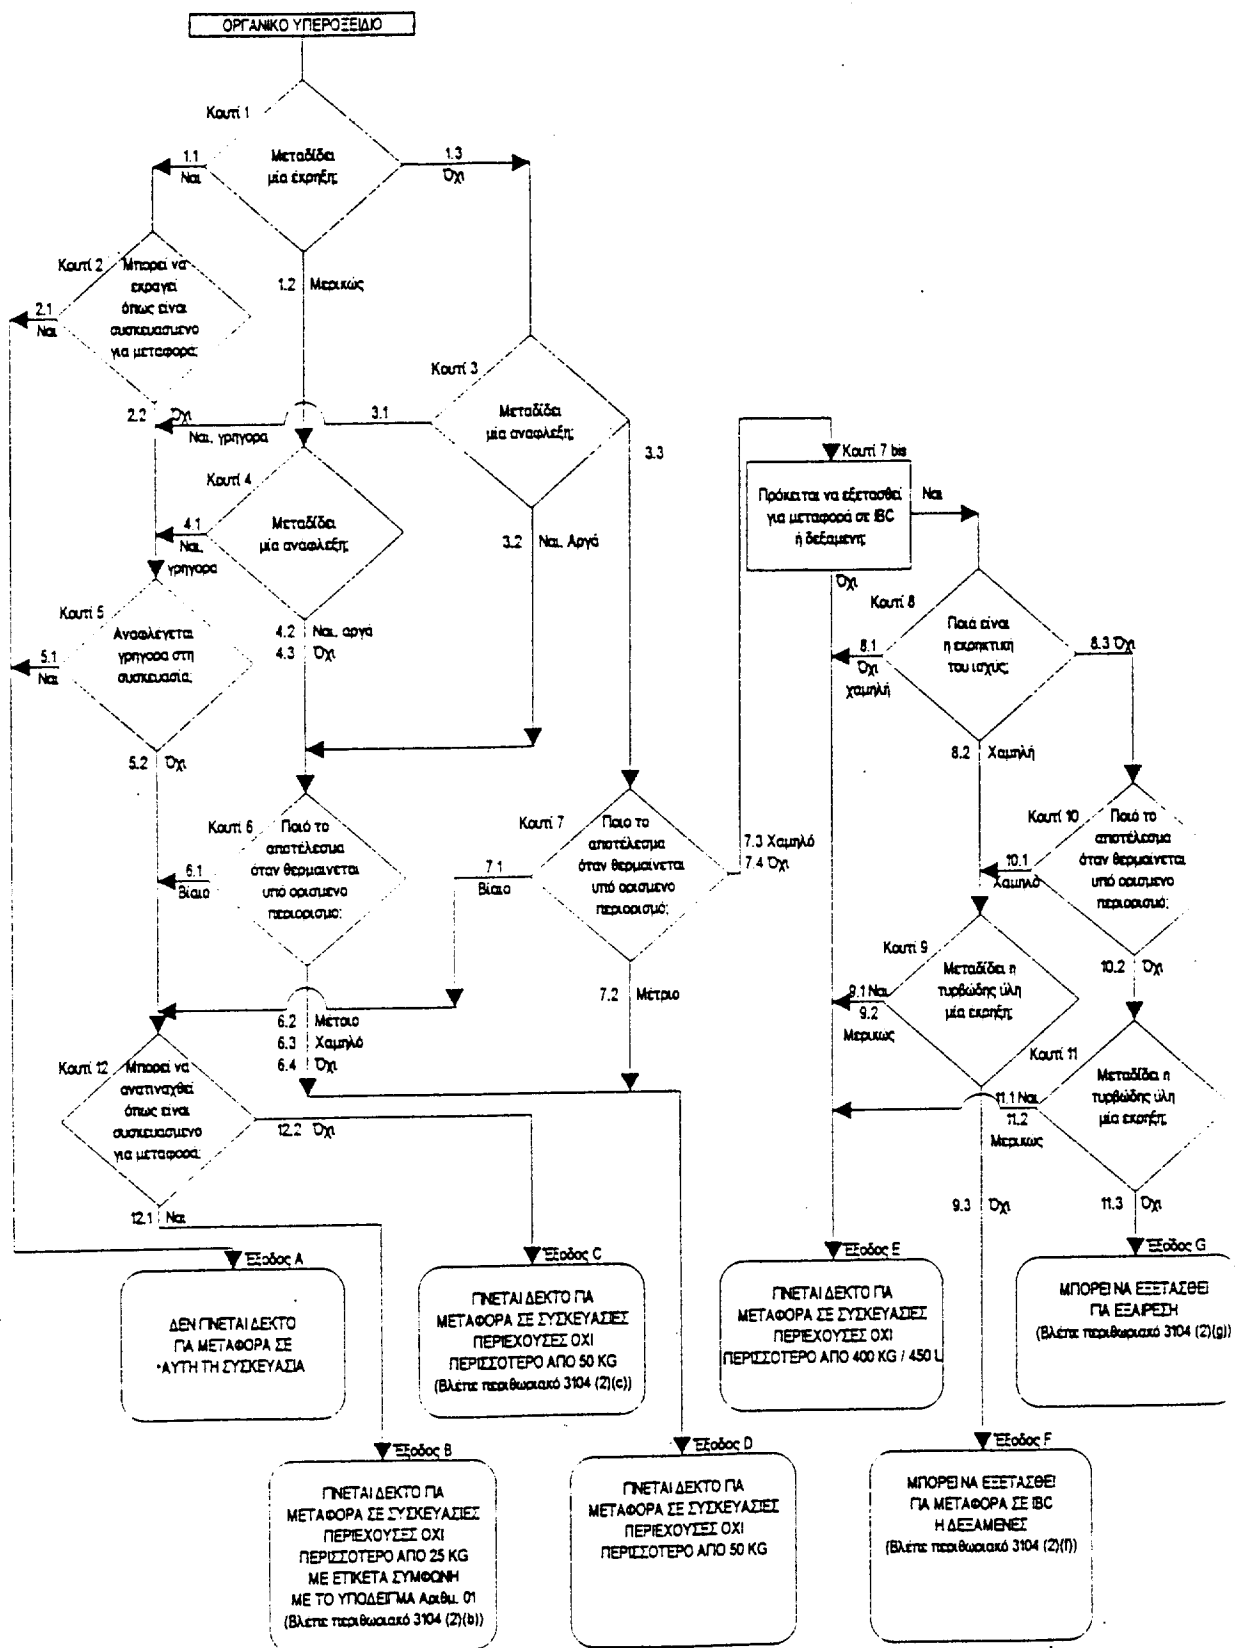 ΟΡΓΑΝΙΚΟ ΥΠΕΡΟΞΕΙΔΙΟ
Κουτί 1
Μεταδίδει
μία έκρηξη;
1.1
Ναι
1.3
Όχι
1.2 Μερικώς
Κουτί 2
Μπορεί να
εκραγεί
όπως είναι
συσκευασμενο
για μεταφορα;
2.1
Ναι
2.2 Όχι
Κουτί 3
Μεταδίδει
μία αναφλεξη;
3.1
Ναι, γρηγορα
3.3
3.2 Ναι, Αργά
Κουτί 4
Μεταδίδει
μία αναφλεξη;
4.1
Ναι,
γρηγορα
4.2 Ναι, αργά
4.3 Όχι
Κουτί 5
Αναφλέγεται
γρηγορα στη
συσκευασία;
5.1
Ναι
5.2 Όχι
Κουτί 6
Ποιό το
αποτέλεσμα
όταν θερμαινεται
υπό ορισμενο
περιορισμο;
6.1
Βίαιο
6.2 Μέτριο
6.3 Χαμηλό
6.4 Όχι
Κουτί 7
Ποιο το
αποτέλεσμα
όταν θερμαίνεται
υπό ορισμενο
περιορισμό;
7.1
Βίαιο
7.2 Μέτριο
7.3 Χαμηλό
7.4 Όχι
Κουτί 7 bis
Πρόκειται να εξετασθεί
για μεταφορά σε IBC
ή δεξαμενη;
Ναι
Όχι
Κουτί 8
Ποιά είναι
η εκρηκτική
του ισχύς;
8.1
Όχι
χαμηλή
8.3 Όχι
8.2 Χαμηλή
Κουτί 10
Ποιό το
αποτέλεσμα
όταν θερμαινεται
υπό ορισμενο
περιορισμό;
10.1
Χαμηλό
10.2 Όχι
Κουτί 9
Μεταδίδει η
τυρβώδης ύλη
μία έκρηξη;
9.1 Ναι
9.2
Μερικως
9.3 Όχι
Κουτί 11
Μεταδίδει η
τυρβώδης ύλη
μία εκρηξη;
11.1 Ναι
11.2
Μερικως
11.3 Όχι
Κουτί 12
Μπορεί να
ανατιναχθεί
όπως είναι
συσκευασμενο
για μεταφορα;
12.2 Όχι
12.1 Ναι
Έξοδος A
ΔΕΝ ΓΙΝΕΤΑΙ ΔΕΚΤΟ
ΓΙΑ ΜΕΤΑΦΟΡΑ ΣΕ
ΑΥΤΗ ΤΗ ΣΥΣΚΕΥΑΣΙΑ
Έξοδος C
ΓΙΝΕΤΑΙ ΔΕΚΤΟ ΓΙΑ
ΜΕΤΑΦΟΡΑ ΣΕ ΣΥΣΚΕΥΑΣΙΕΣ
ΠΕΡΙΕΧΟΥΣΕΣ ΟΧΙ
ΠΕΡΙΣΣΟΤΕΡΟ ΑΠΟ 50 KG
(Βλέπε περιθωριακό 3104 (2)(c))
Έξοδος E
ΓΙΝΕΤΑΙ ΔΕΚΤΟ ΓΙΑ
ΜΕΤΑΦΟΡΑ ΣΕ ΣΥΣΚΕΥΑΣΙΕΣ
ΠΕΡΙΕΧΟΥΣΕΣ ΟΧΙ
ΠΕΡΙΣΣΟΤΕΡΟ ΑΠΟ 400 KG / 450 L
Έξοδος G
ΜΠΟΡΕΙ ΝΑ ΕΞΕΤΑΣΘΕΙ
ΓΙΑ ΕΞΑΙΡΕΣΗ
(Βλέπε περιθωριακό 3104 (2)(g))
Έξοδος B
ΓΙΝΕΤΑΙ ΔΕΚΤΟ ΓΙΑ
ΜΕΤΑΦΟΡΑ ΣΕ ΣΥΣΚΕΥΑΣΙΕΣ
ΠΕΡΙΕΧΟΥΣΕΣ ΟΧΙ
ΠΕΡΙΣΣΟΤΕΡΟ ΑΠΟ 25 KG
ΜΕ ΕΤΙΚΕΤΑ ΣΥΜΦΩΝΗ
ΜΕ ΤΟ ΥΠΟΔΕΙΓΜΑ Αριθμ. 01
(Βλέπε περιθωριακό 3104 (2)(b))
Έξοδος D
ΓΙΝΕΤΑΙ ΔΕΚΤΟ ΓΙΑ
ΜΕΤΑΦΟΡΑ ΣΕ ΣΥΣΚΕΥΑΣΙΕΣ
ΠΕΡΙΕΧΟΥΣΕΣ ΟΧΙ
ΠΕΡΙΣΣΟΤΕΡΟ ΑΠΟ 50 KG
Έξοδος F
ΜΠΟΡΕΙ ΝΑ ΕΞΕΤΑΣΘΕΙ
ΓΙΑ ΜΕΤΑΦΟΡΑ ΣΕ IBC
Η ΔΕΞΑΜΕΝΕΣ
(Βλέπε περιθωριακό 3104 (2)(f))